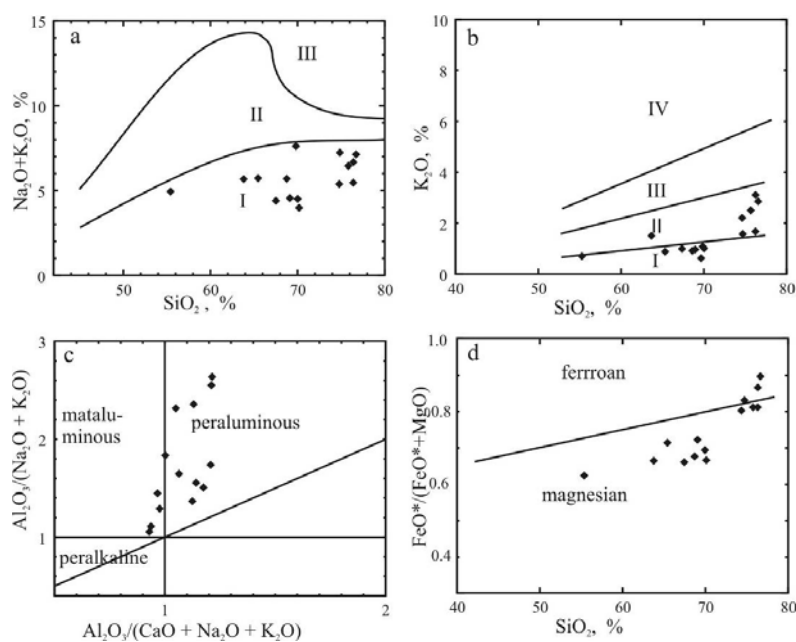 a
III
II
I
15
10
5
0
50
60
70
80
Na₂O+K₂O, %
SiO₂, %
b
IV
III
II
I
10
8
6
4
2
0
40
50
60
70
80
K₂O, %
SiO₂, %
c
matalu-
minous
peraluminous
peralkaline
3
2
1
1
2
Al₂O₃/(Na₂O + K₂O)
Al₂O₃/(CaO + Na₂O + K₂O)
d
ferrroan
magnesian
1.0
0.8
0.6
0.4
0.3
40
50
60
70
80
FeO*/(FeO*+MgO)
SiO₂, %